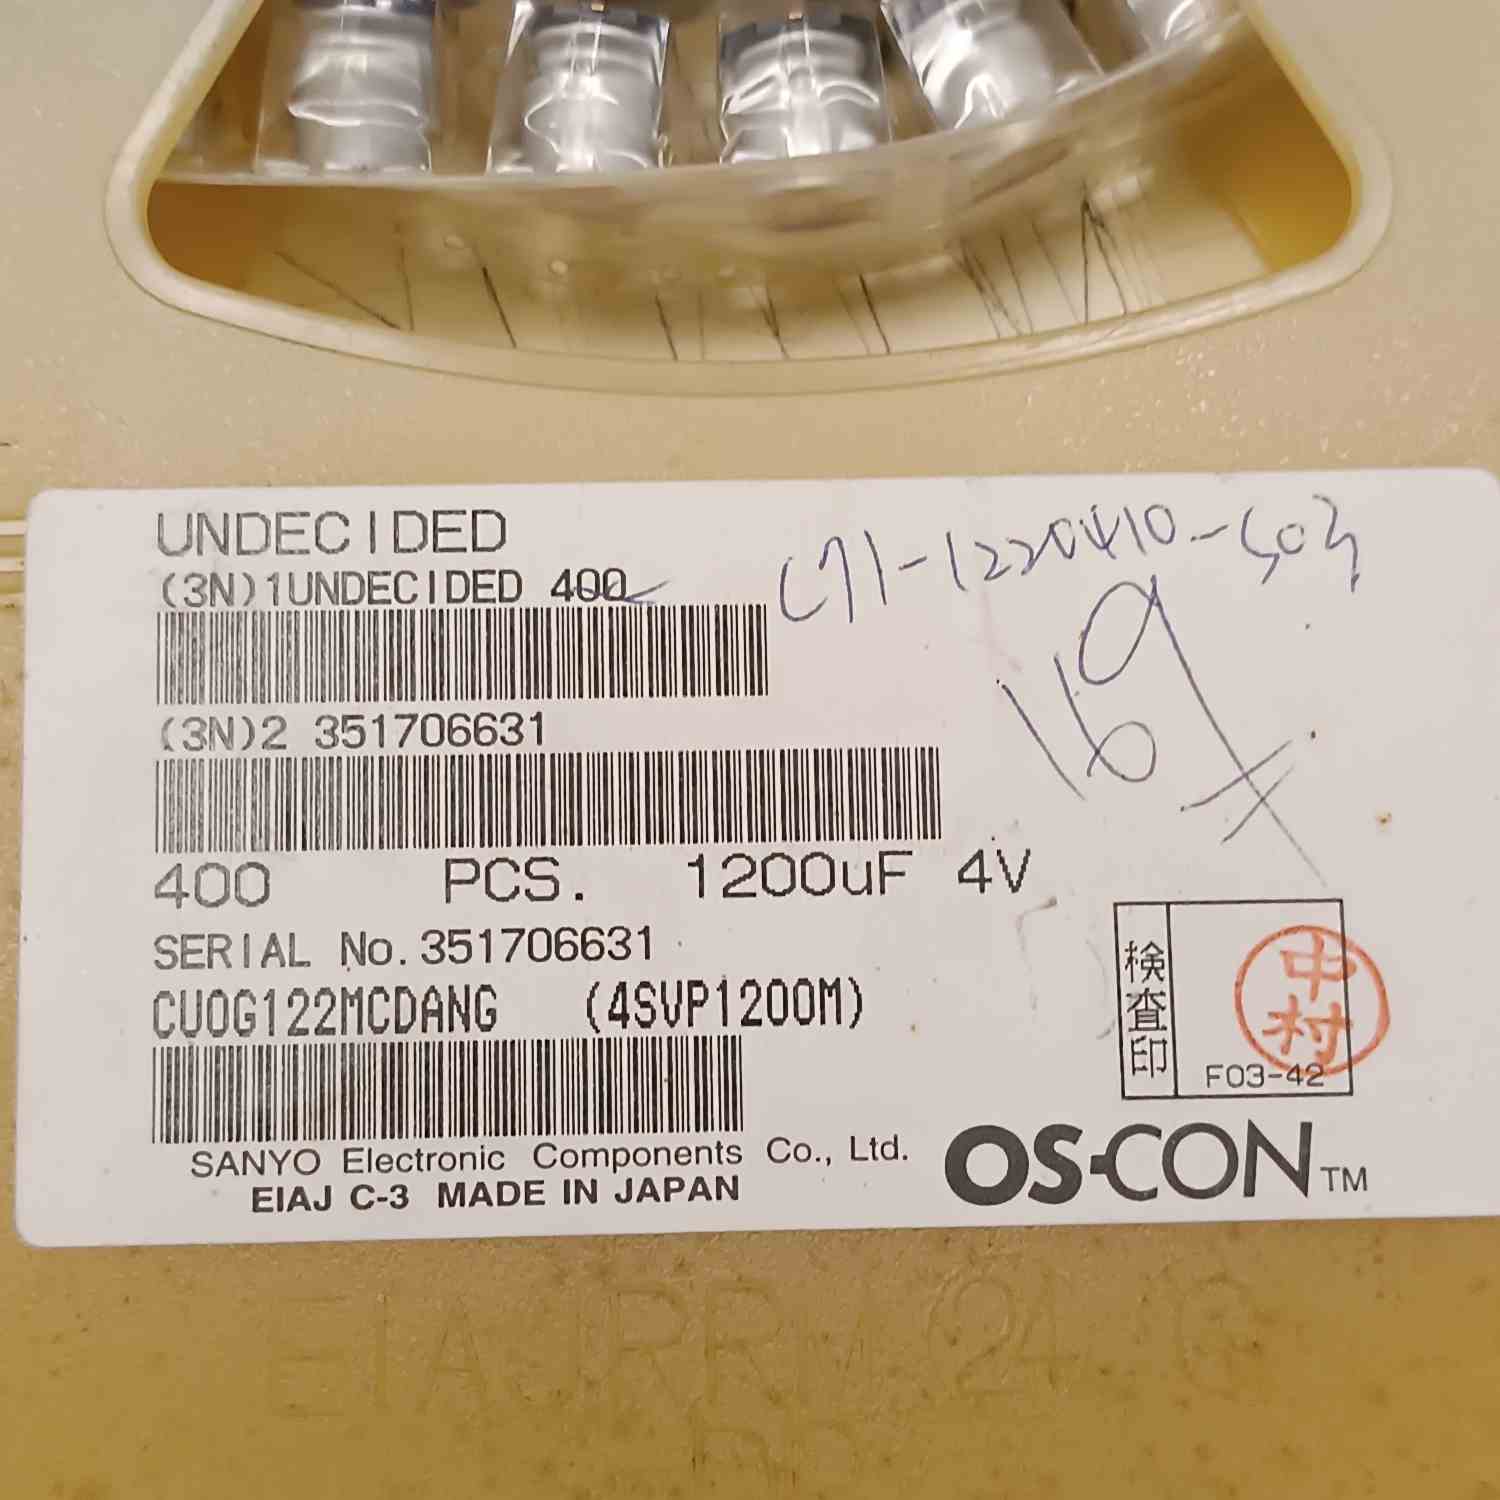 UNDECIDED
(3N)1UNDECIDED 400
C71-1220410-S03
169
(3N)2 351706631
400 PCS. 1200uF 4V
SERIAL No.351706631
CU0G122MCDANG (4SVP1200M)
検査印
中村
F03-42
SANYO Electronic Components Co., Ltd.
EIAJ C-3 MADE IN JAPAN
OS-CON TM